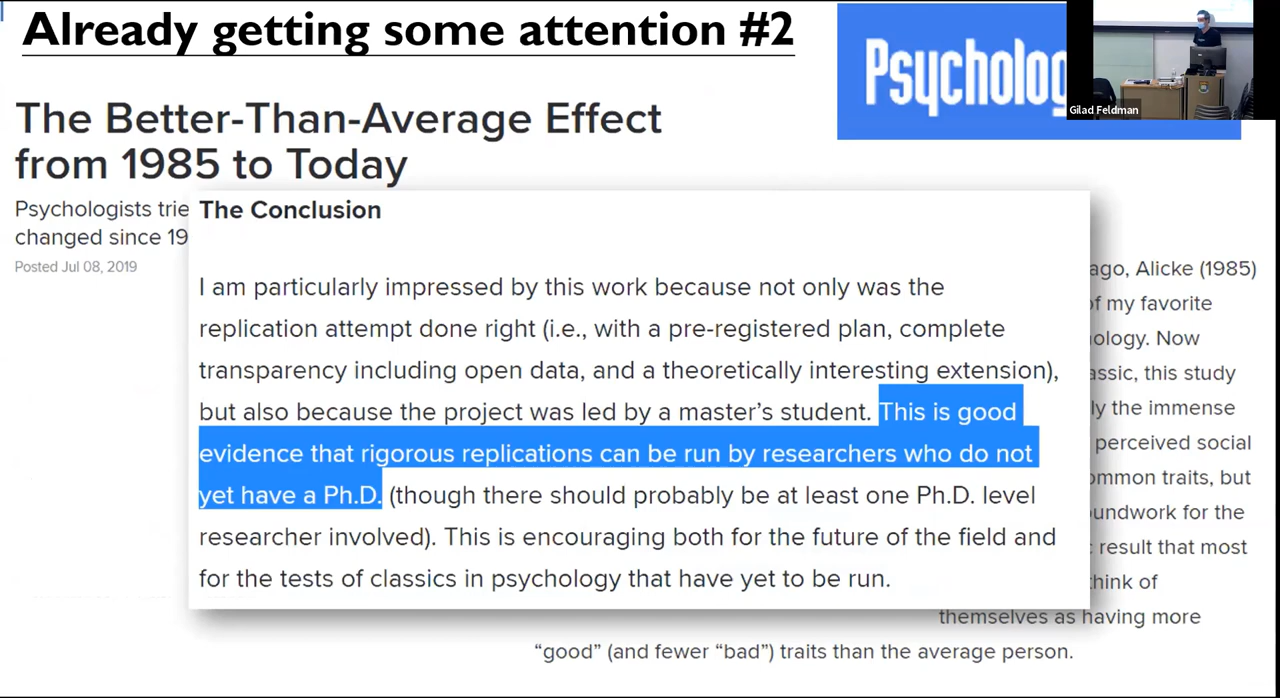 Already getting some attention #2
Psycholog
Gilad Feldman
The Better-Than-Average Effect
from 1985 to Today
Psychologists trie
changed since 19
Posted Jul 08, 2019
The Conclusion
I am particularly impressed by this work because not only was the
replication attempt done right (i.e., with a pre-registered plan, complete
transparency including open data, and a theoretically interesting extension),
but also because the project was led by a master’s student. This is good
evidence that rigorous replications can be run by researchers who do not
yet have a Ph.D. (though there should probably be at least one Ph.D. level
researcher involved). This is encouraging both for the future of the field and
for the tests of classics in psychology that have yet to be run.
ago, Alicke (1985)
of my favorite
ology. Now
assic, this study
ly the immense
perceived social
ommon traits, but
undwork for the
result that most
think of
themselves as having more
“good” (and fewer “bad”) traits than the average person.